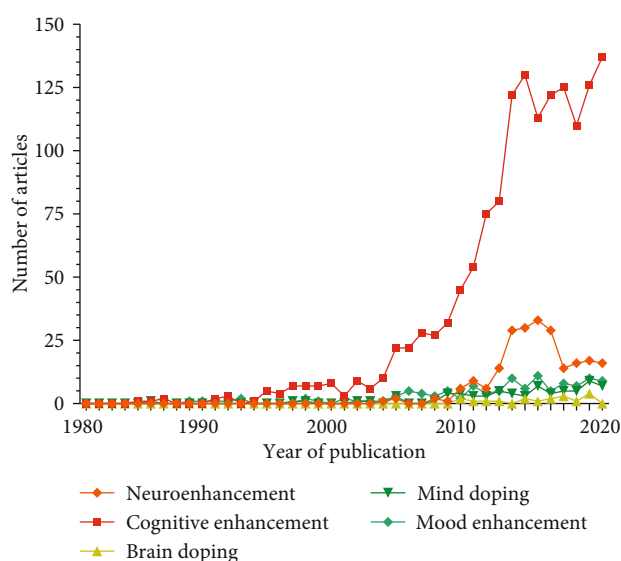 150
125
100
75
50
25
0
Number of articles
1980
1990
2000
2010
2020
Year of publication
Neuroenhancement
Cognitive enhancement
Brain doping
Mind doping
Mood enhancement